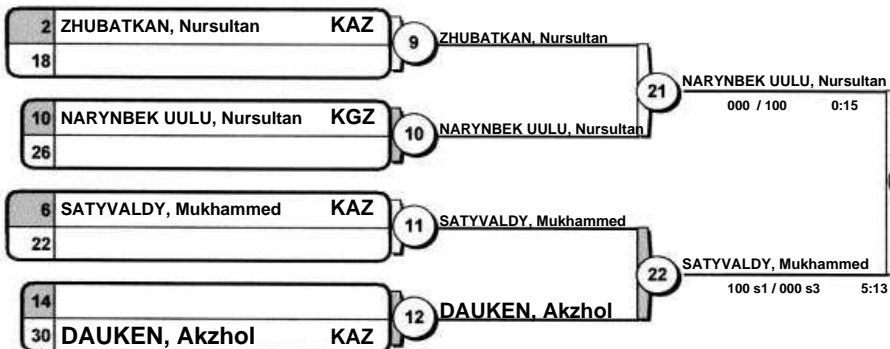 2 ZHUBATKAN, Nursultan KAZ
18
9
ZHUBATKAN, Nursultan
10 NARYNBEK UULU, Nursultan KGZ
26
10
NARYNBEK UULU, Nursultan
21
NARYNBEK UULU, Nursultan
000 / 100 0:15
6 SATYVALDY, Mukhammed KAZ
22
11
SATYVALDY, Mukhammed
14
30 DAUKEN, Akzhol KAZ
12
DAUKEN, Akzhol
22
SATYVALDY, Mukhammed
100 s1 / 000 s3 5:13